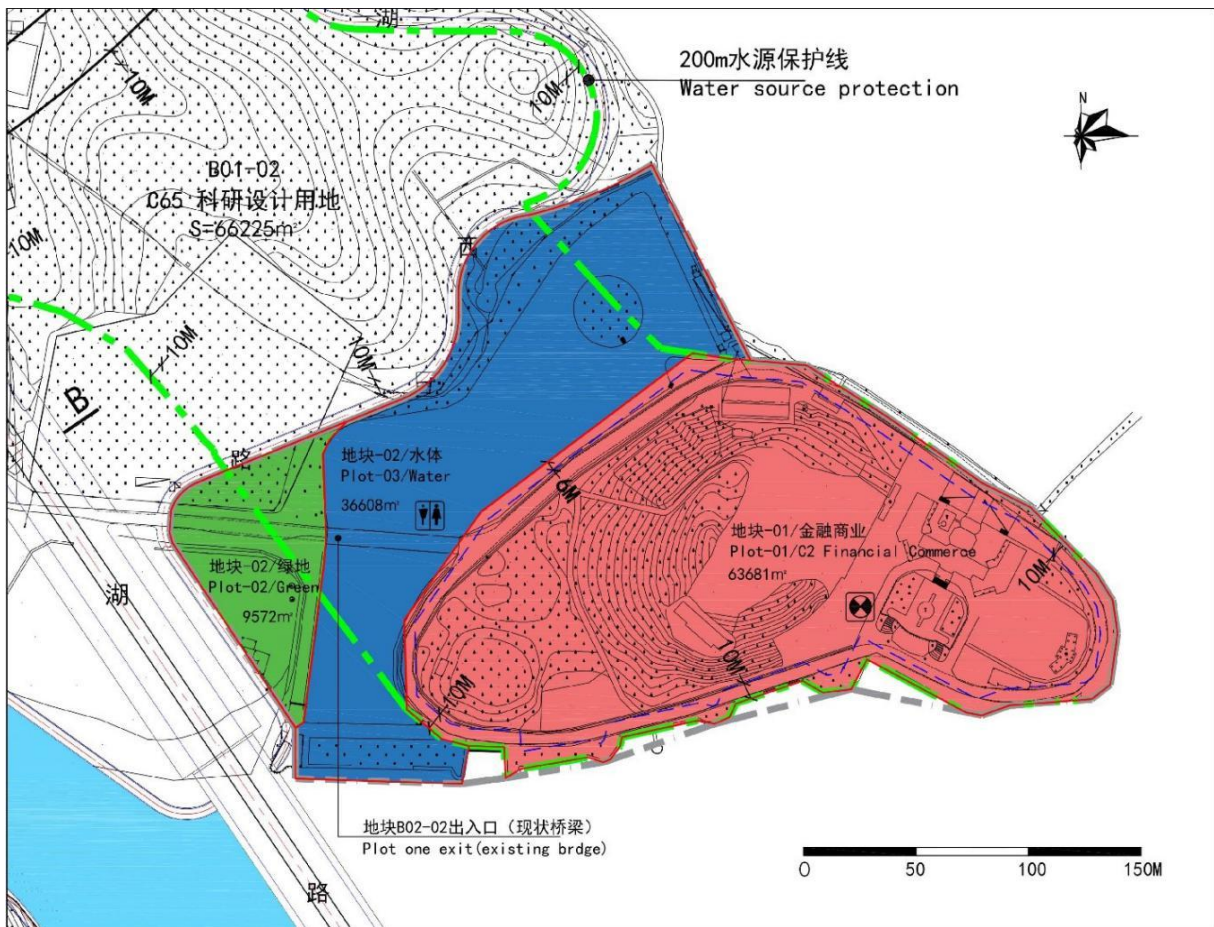 湖
200m水源保护线
Water source protection
N
10M
10M
B01-02
C65 科研设计用地
S=66225㎡
10M
西
10M
10M
B
路
地块-02/水体
Plot-03/Water
36608㎡
6M
地块-01/金融商业
Plot-01/C2 Financial Commerce
63681㎡
10M
地块-02/绿地
Plot-02/Green
9572㎡
湖
10M
10M
地块B02-02出入口（现状桥梁）
Plot one exit(existing brdge)
路
0 50 100 150M